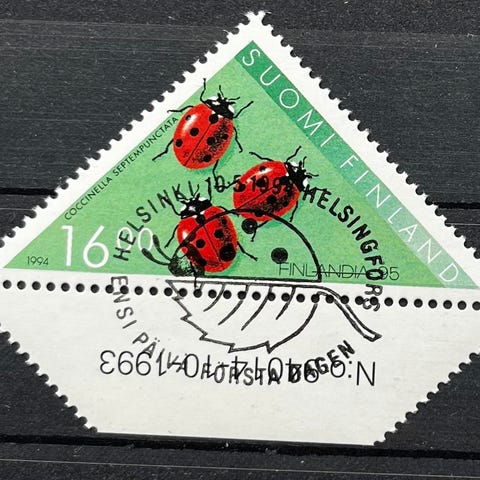 SUOMI FINLAND
COCCINELLA SEPTEMPUNCTATA
1994
FINLANDIA 95
HELSINKI HELSINGFORS
ENSI PÄIVÄ FÖRSTA DAGEN